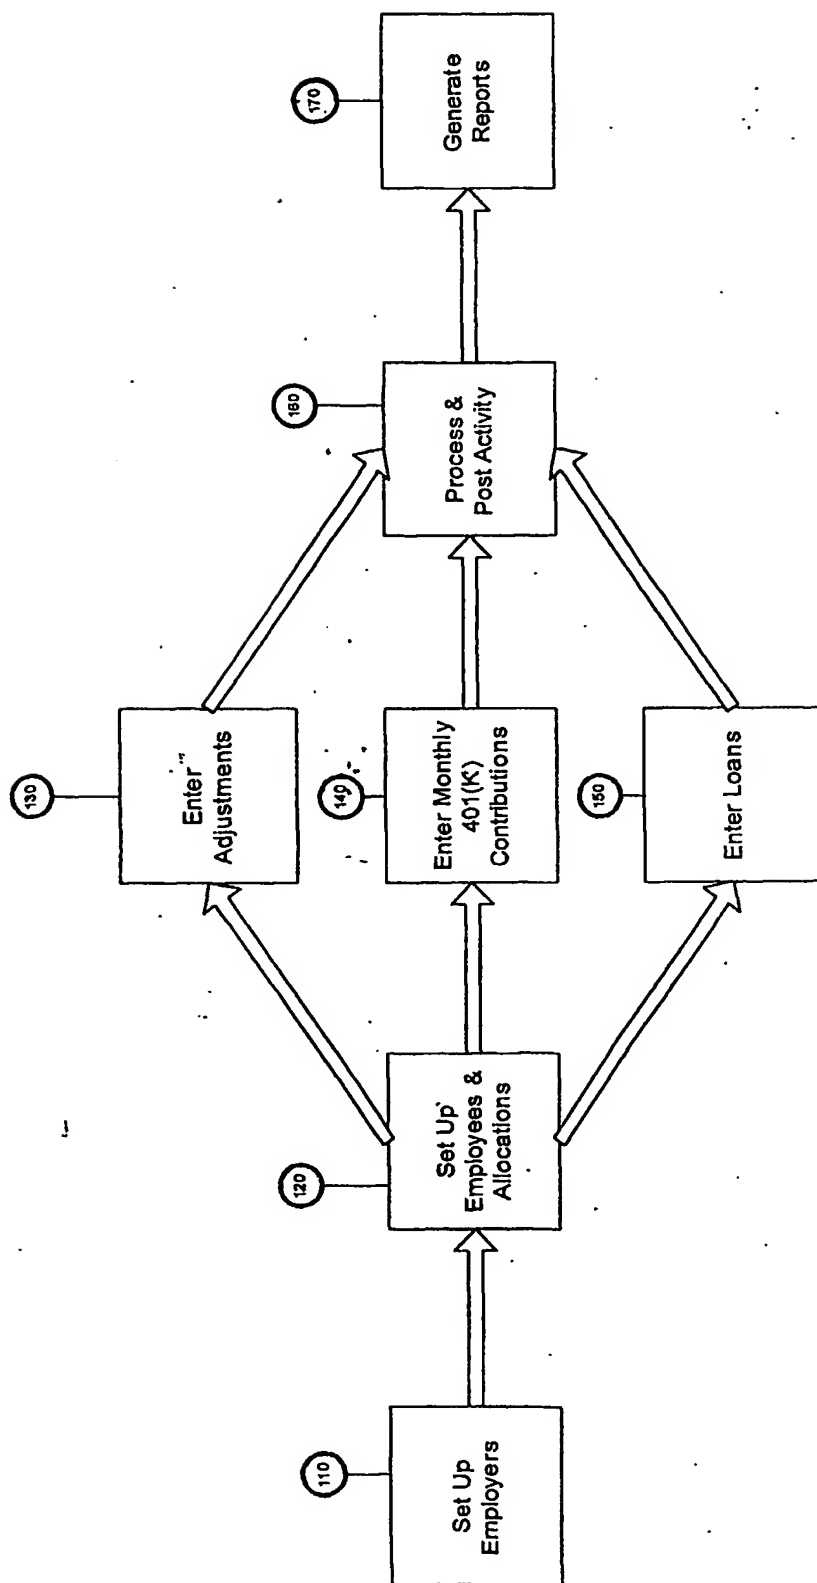 110
Set Up
Employers
120
Set Up
Employees &
Allocations
130
Enter
Adjustments
140
Enter Monthly
401(K)
Contributions
150
Enter Loans
160
Process &
Post Activity
170
Generate
Reports